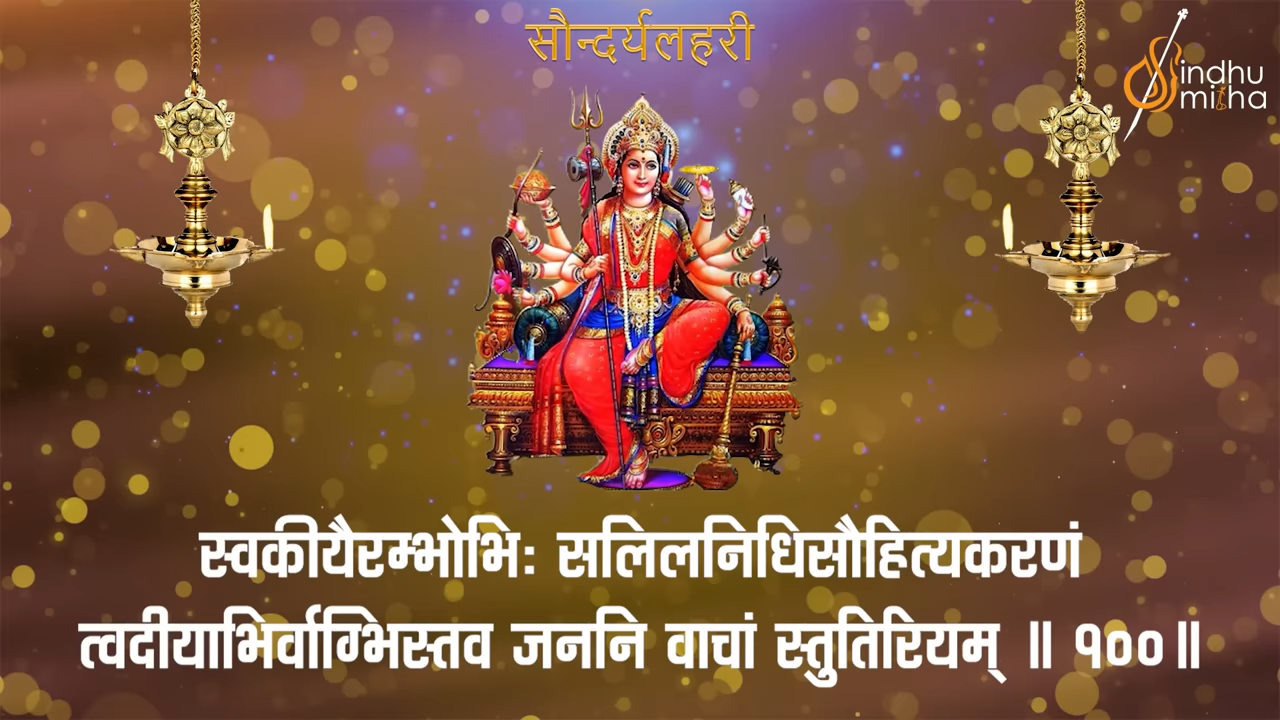 सौन्दर्यलहरी
Sindhu
Smitha
स्वकीयैरम्भोभिः सलिलनिधिसौहित्यकरणं
त्वदीयाभिर्वाग्भिस्तव जननि वाचां स्तुतिरियम् ॥ १०० ॥